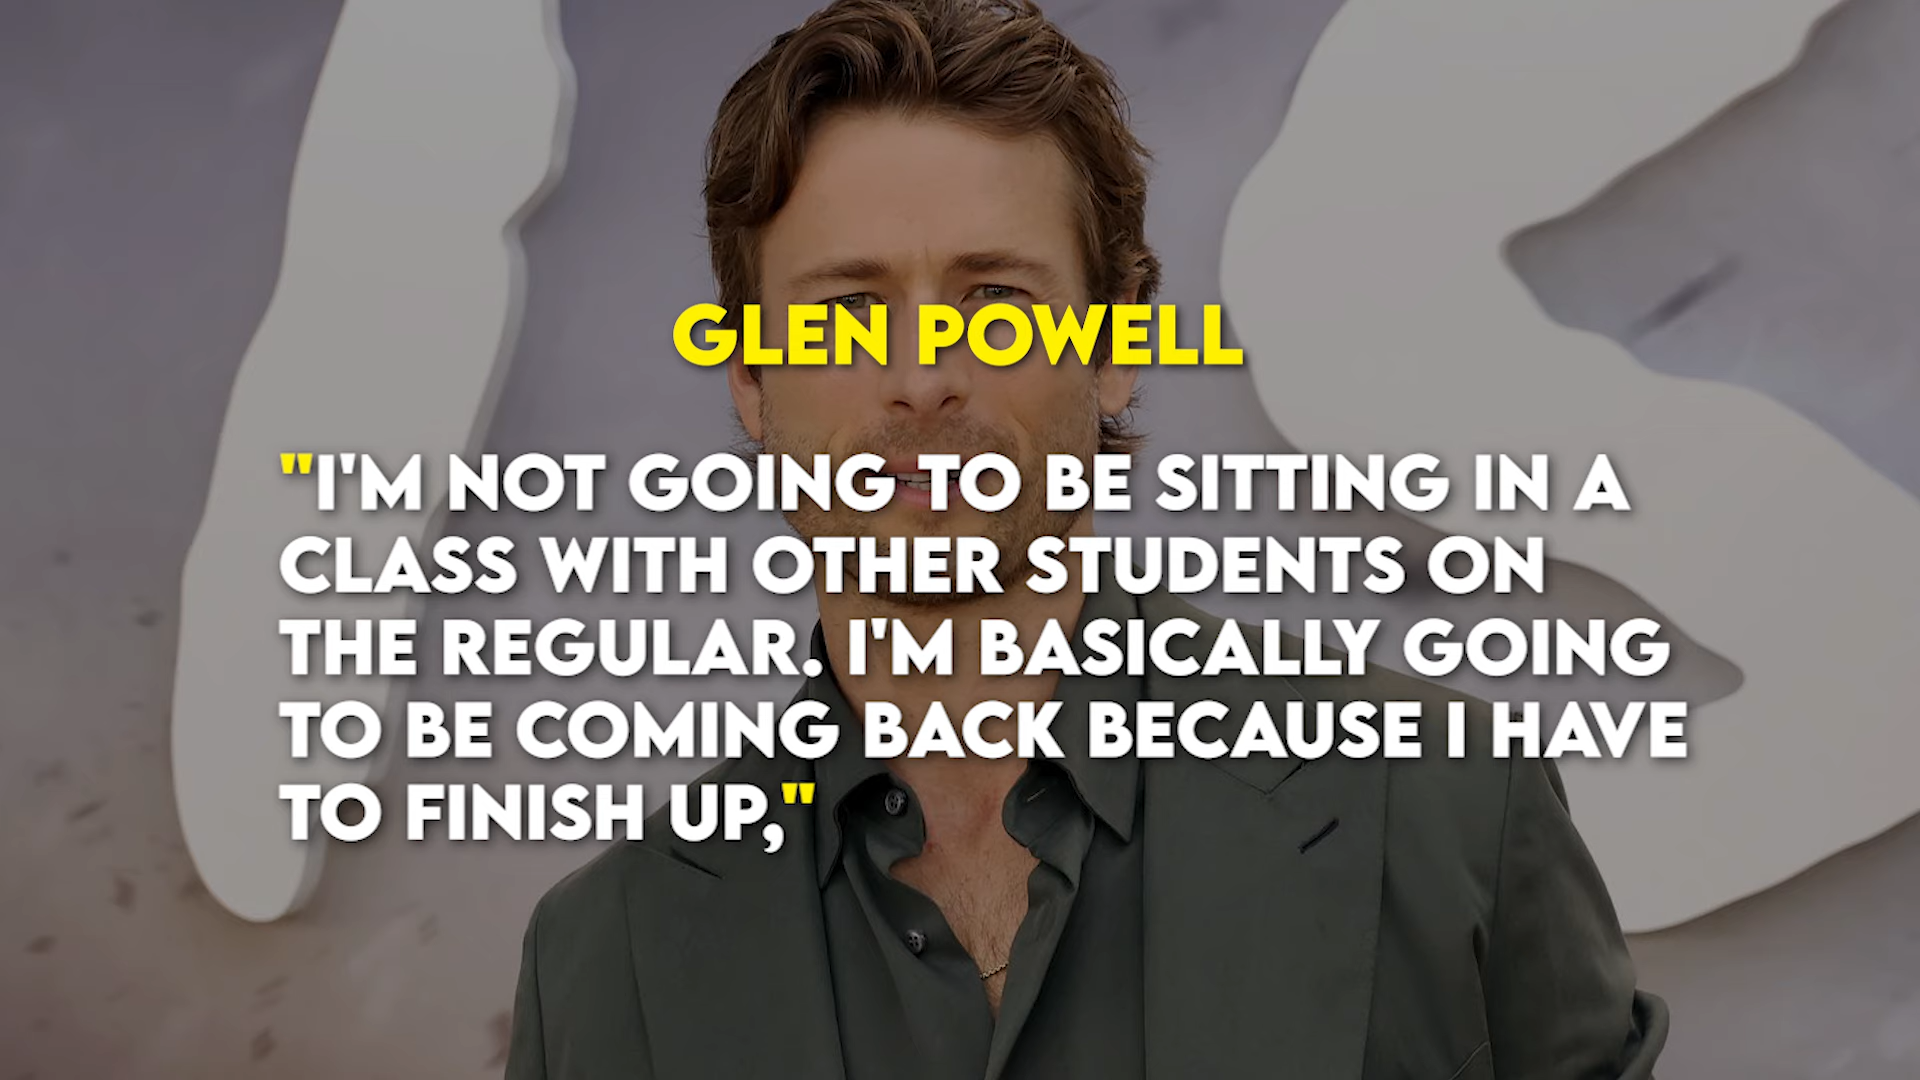 GLEN POWELL
"I'M NOT GOING TO BE SITTING IN A
CLASS WITH OTHER STUDENTS ON
THE REGULAR. I'M BASICALLY GOING
TO BE COMING BACK BECAUSE I HAVE
TO FINISH UP,"